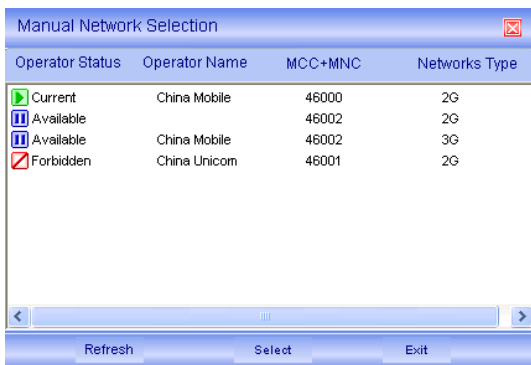 Manual Network Selection
Operator Status Operator Name MCC+MNC Networks Type
Current China Mobile 46000 2G
Available 46002 2G
Available China Mobile 46002 3G
Forbidden China Unicom 46001 2G
Refresh Select Exit